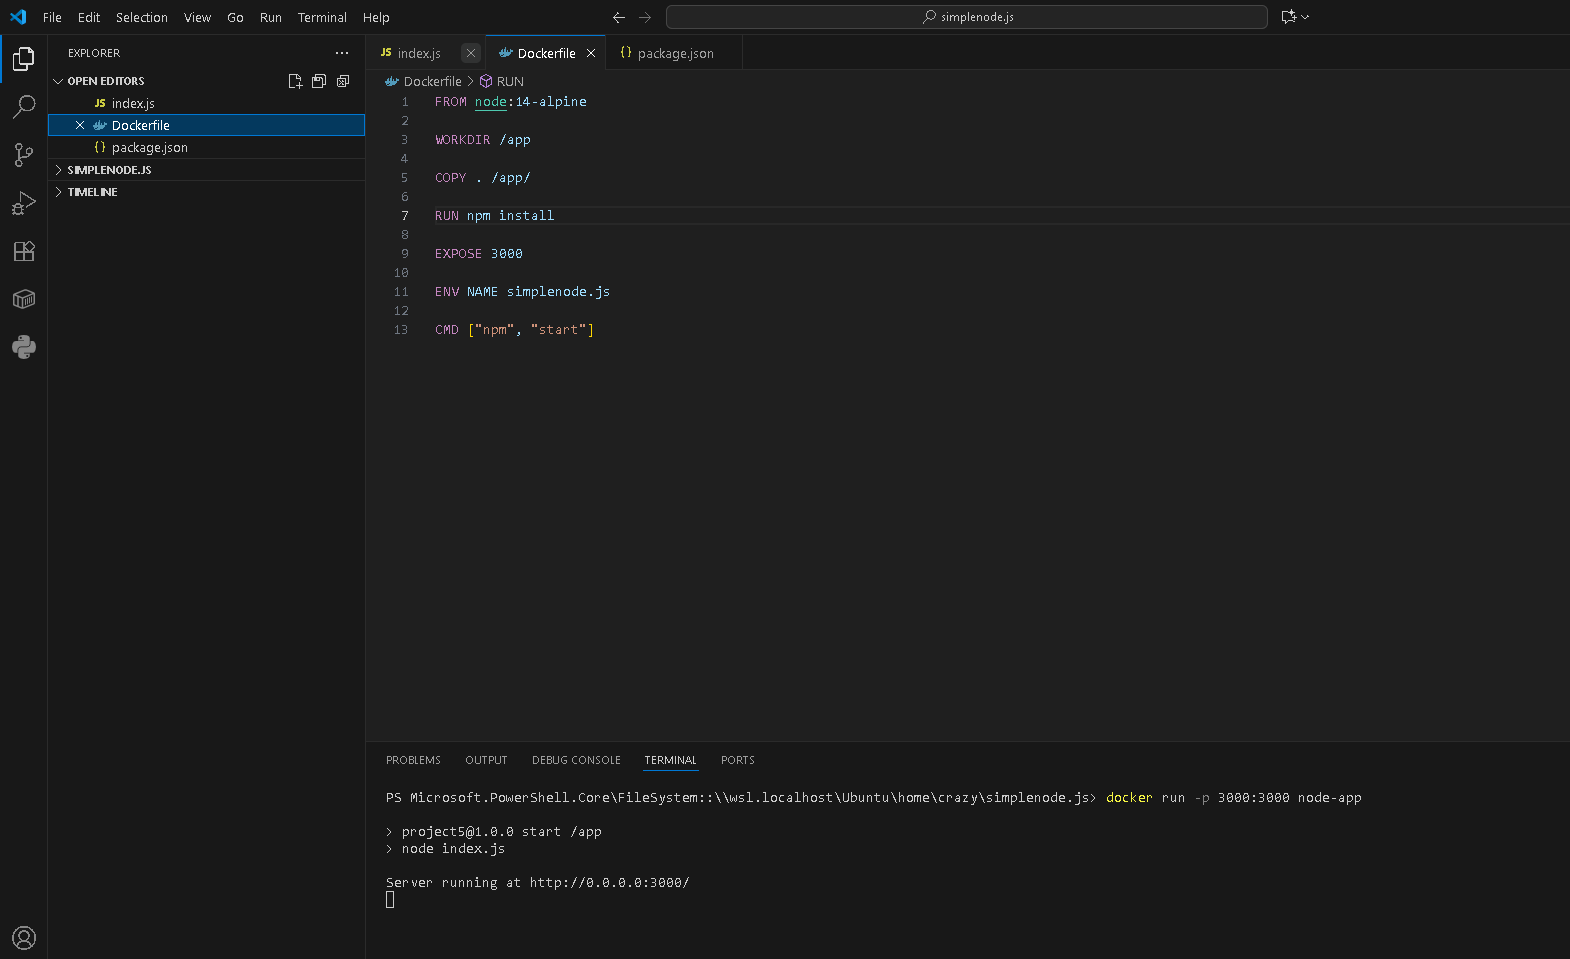 File Edit Selection View Go Run Terminal Help
simplenode.js
EXPLORER
OPEN EDITORS
JS index.js
Dockerfile
{} package.json
SIMPLENODE.JS
TIMELINE
JS index.js
Dockerfile
{} package.json
Dockerfile > RUN
1 FROM node:14-alpine
2
3 WORKDIR /app
4
5 COPY . /app/
6
7 RUN npm install
8
9 EXPOSE 3000
10
11 ENV NAME simplenode.js
12
13 CMD ["npm", "start"]
PROBLEMS OUTPUT DEBUG CONSOLE TERMINAL PORTS
PS Microsoft.PowerShell.Core\FileSystem::\\wsl.localhost\Ubuntu\home\crazy\simplenode.js> docker run -p 3000:3000 node-app
> project5@1.0.0 start /app
> node index.js
Server running at http://0.0.0.0:3000/